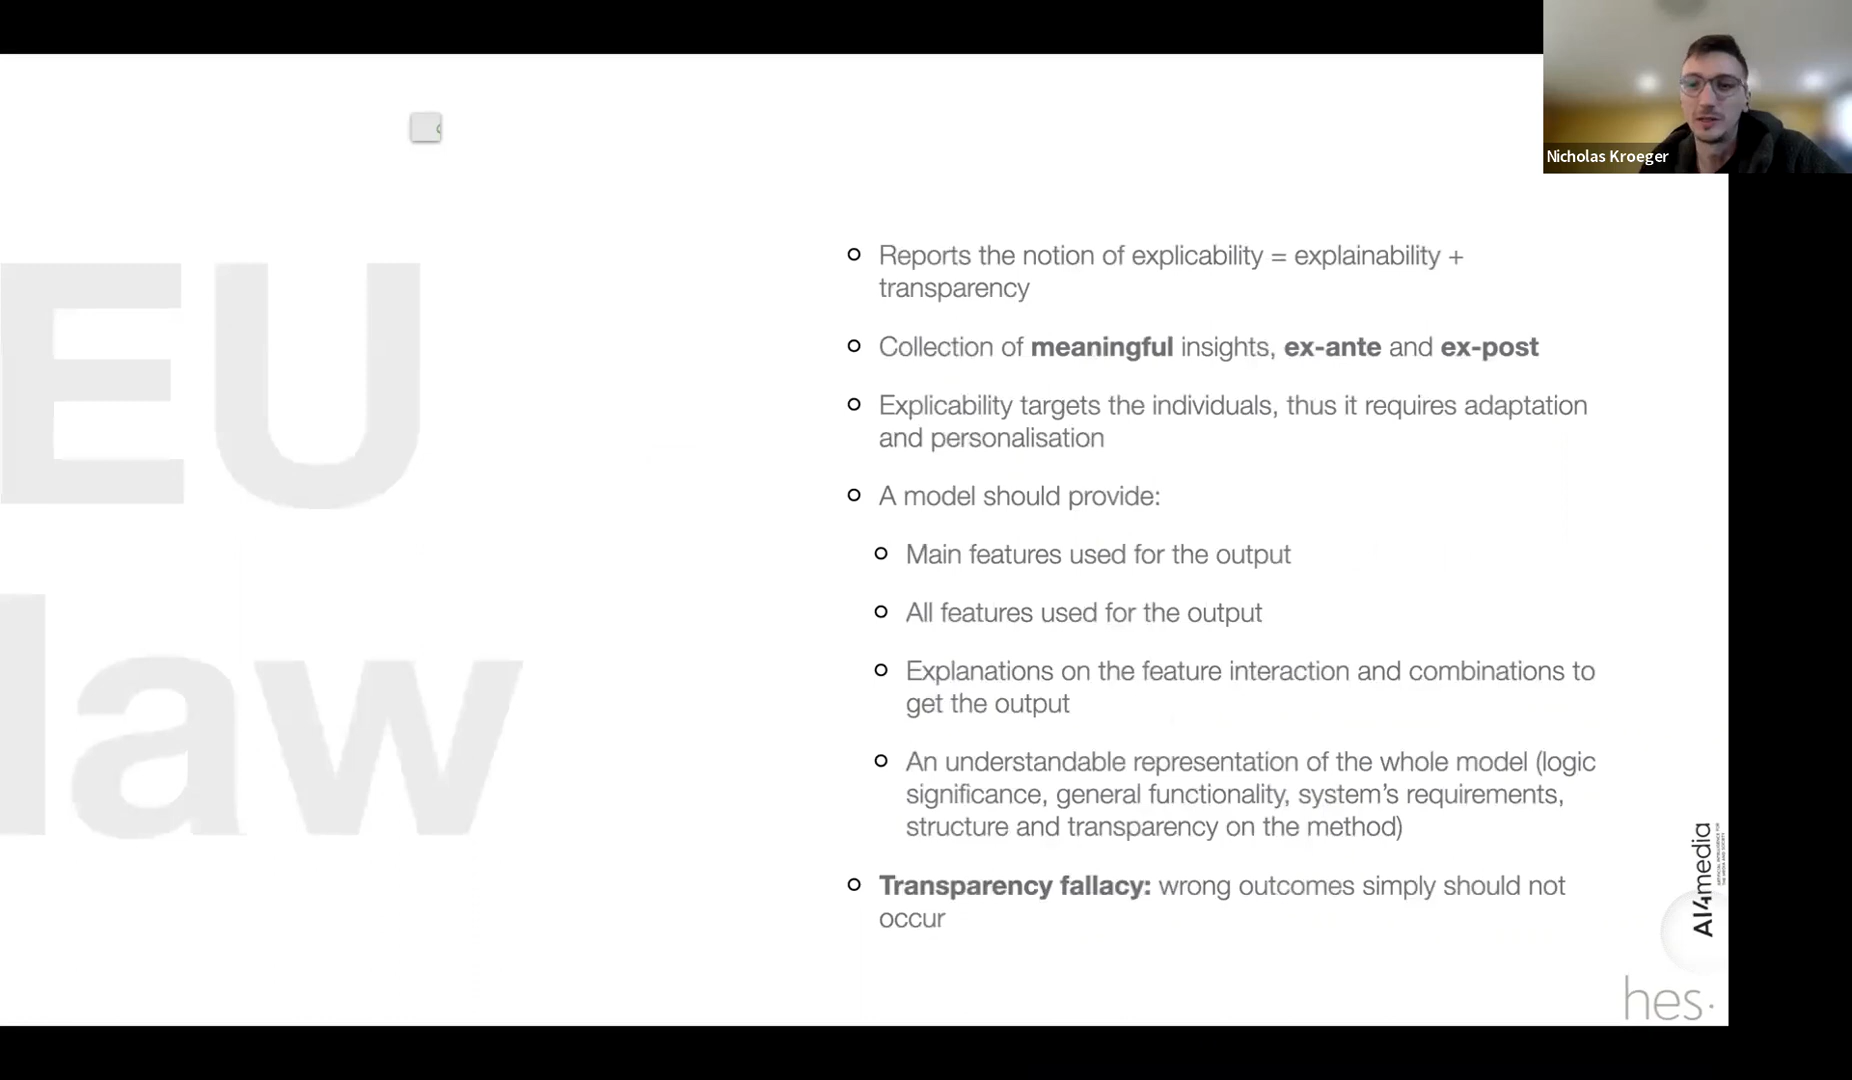 Nicholas Kroeger
EU
law
Reports the notion of explicability = explainability +
transparency
Collection of meaningful insights, ex-ante and ex-post
Explicability targets the individuals, thus it requires adaptation
and personalisation
A model should provide:
Main features used for the output
All features used for the output
Explanations on the feature interaction and combinations to
get the output
An understandable representation of the whole model (logic
significance, general functionality, system's requirements,
structure and transparency on the method)
Transparency fallacy: wrong outcomes simply should not
occur
AI4media
hes·